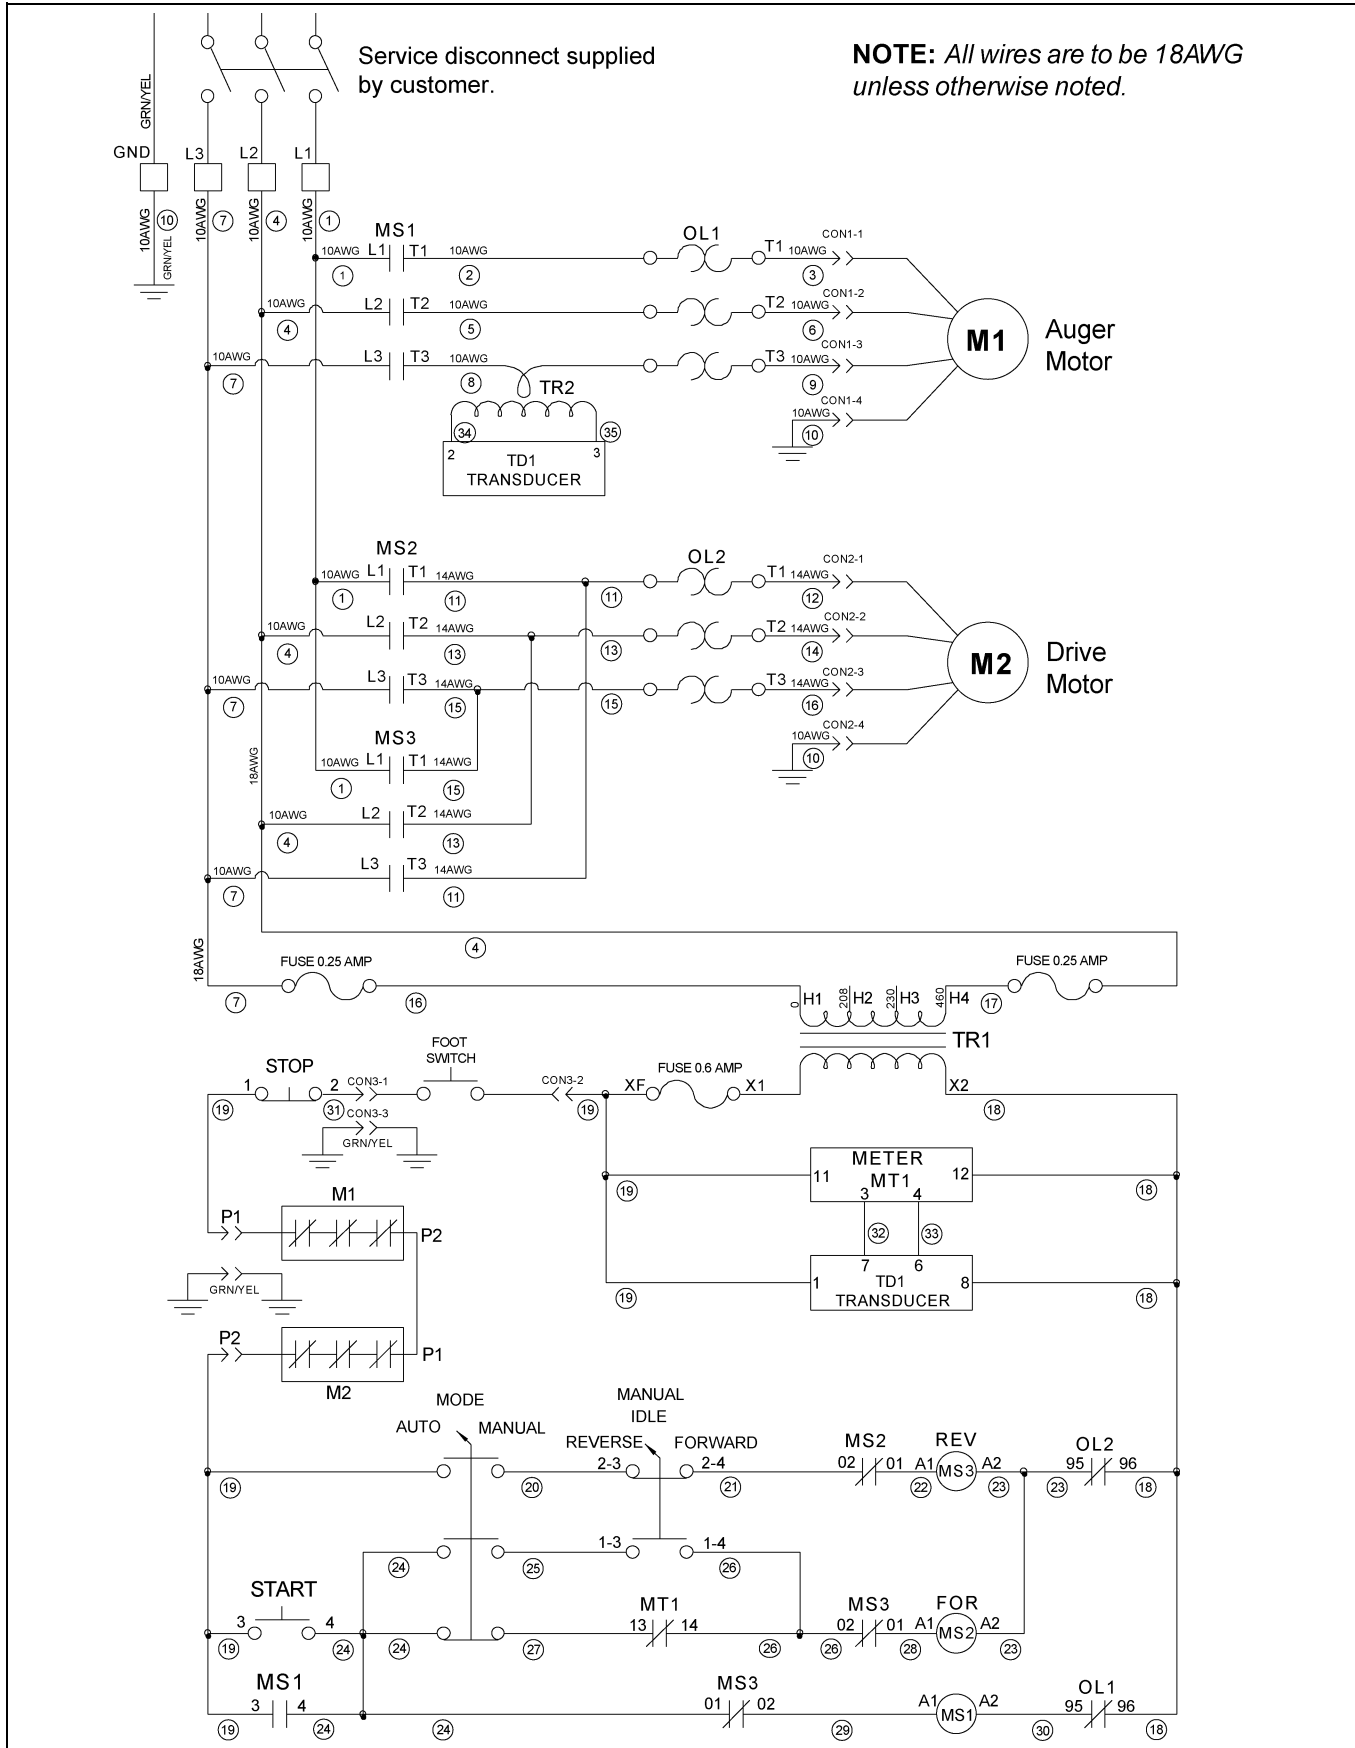 Service disconnect supplied
by customer.
NOTE: All wires are to be 18AWG
unless otherwise noted.
GRN/YEL
GND L3 L2 L1
10AWG 10 GRN/YEL 10AWG 7 10AWG 4 10AWG 1
MS1 OL1
10AWG L1 T1 10AWG T1 10AWG CON1-1
1 2 3
10AWG L2 T2 10AWG T2 10AWG CON1-2
4 5 6
10AWG L3 T3 10AWG T3 10AWG CON1-3
7 8 9
M1
Auger
Motor
TR2
10AWG CON1-4
10
34 35
2 3
TD1
TRANSDUCER
MS2 OL2
10AWG L1 T1 14AWG T1 14AWG CON2-1
1 11 11 12
10AWG L2 T2 14AWG T2 14AWG CON2-2
4 13 13 14
10AWG L3 T3 14AWG T3 14AWG CON2-3
7 15 15 16
M2
Drive
Motor
10AWG CON2-4
10
MS3
18AWG
10AWG L1 T1 14AWG
1 15
10AWG L2 T2 14AWG
4 13
10AWG L3 T3 14AWG
7 11
4
18AWG
FUSE 0.25 AMP
FUSE 0.25 AMP
7 16
0 H1 208 H2 230 H3 460 H4
17
TR1
STOP
FOOT
SWITCH
FUSE 0.6 AMP
1 2 CON3-1 CON3-2 XF X1 X2
19 31 19 18
CON3-3
GRN/YEL
METER
MT1
11 12
3 4
19 18
32 33
7 6
1 8
TD1
TRANSDUCER
19 18
M1
P1 P2
GRN/YEL
P2 P1
M2
MODE
AUTO MANUAL
MANUAL
IDLE
REVERSE FORWARD
MS2 REV OL2
2-3 2-4 02 01 A1 MS3 A2 95 96
19 20 21 22 23 23 18
1-3 1-4
24 25 26
START
MT1 MS3 FOR
3 4 13 14 02 01 A1 MS2 A2
19 24 24 27 26 26 28 23
MS1 MS3 OL1
3 4 01 02 A1 MS1 A2 95 96
19 24 24 29 30 18